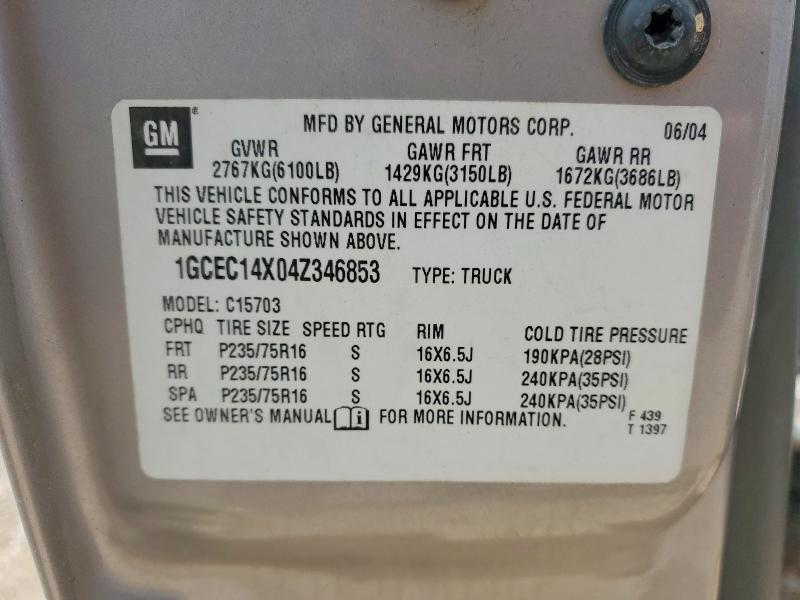 GM ® MFD BY GENERAL MOTORS CORP. 06/04
GVWR GAWR FRT GAWR RR
2767KG(6100LB) 1429KG(3150LB) 1672KG(3686LB)
THIS VEHICLE CONFORMS TO ALL APPLICABLE U.S. FEDERAL MOTOR
VEHICLE SAFETY STANDARDS IN EFFECT ON THE DATE OF
MANUFACTURE SHOWN ABOVE.
1GCEC14X04Z346853 TYPE: TRUCK
MODEL: C15703
CPHQ TIRE SIZE SPEED RTG RIM COLD TIRE PRESSURE
FRT P235/75R16 S 16X6.5J 190KPA(28PSI)
RR P235/75R16 S 16X6.5J 240KPA(35PSI)
SPA P235/75R16 S 16X6.5J 240KPA(35PSI)
SEE OWNER'S MANUAL i FOR MORE INFORMATION.
F 439
T 1397